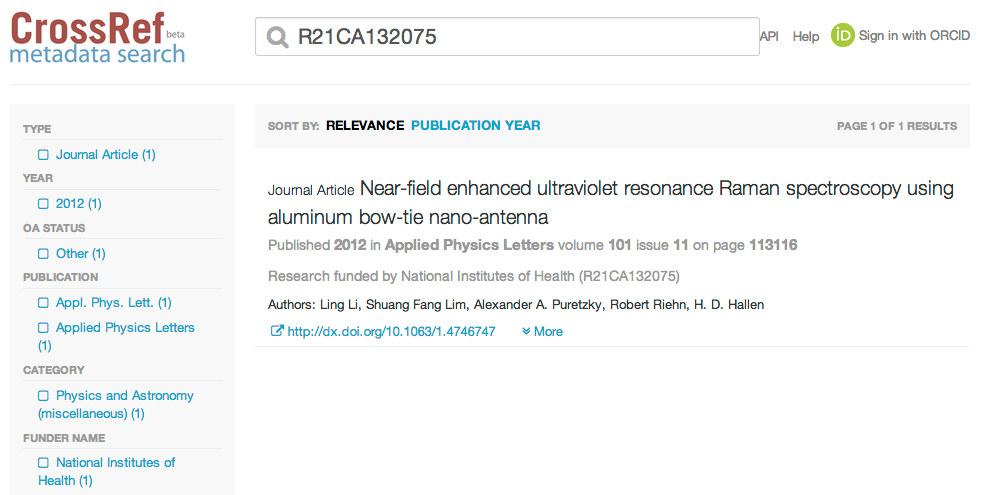 CrossRef beta
metadata search
R21CA132075
API Help iD Sign in with ORCID
TYPE
Journal Article (1)
YEAR
2012 (1)
OA STATUS
Other (1)
PUBLICATION
Appl. Phys. Lett. (1)
Applied Physics Letters
(1)
CATEGORY
Physics and Astronomy
(miscellaneous) (1)
FUNDER NAME
National Institutes of
Health (1)
SORT BY: RELEVANCE PUBLICATION YEAR PAGE 1 OF 1 RESULTS
Journal Article Near-field enhanced ultraviolet resonance Raman spectroscopy using
aluminum bow-tie nano-antenna
Published 2012 in Applied Physics Letters volume 101 issue 11 on page 113116
Research funded by National Institutes of Health (R21CA132075)
Authors: Ling Li, Shuang Fang Lim, Alexander A. Puretzky, Robert Riehn, H. D. Hallen
http://dx.doi.org/10.1063/1.4746747 More